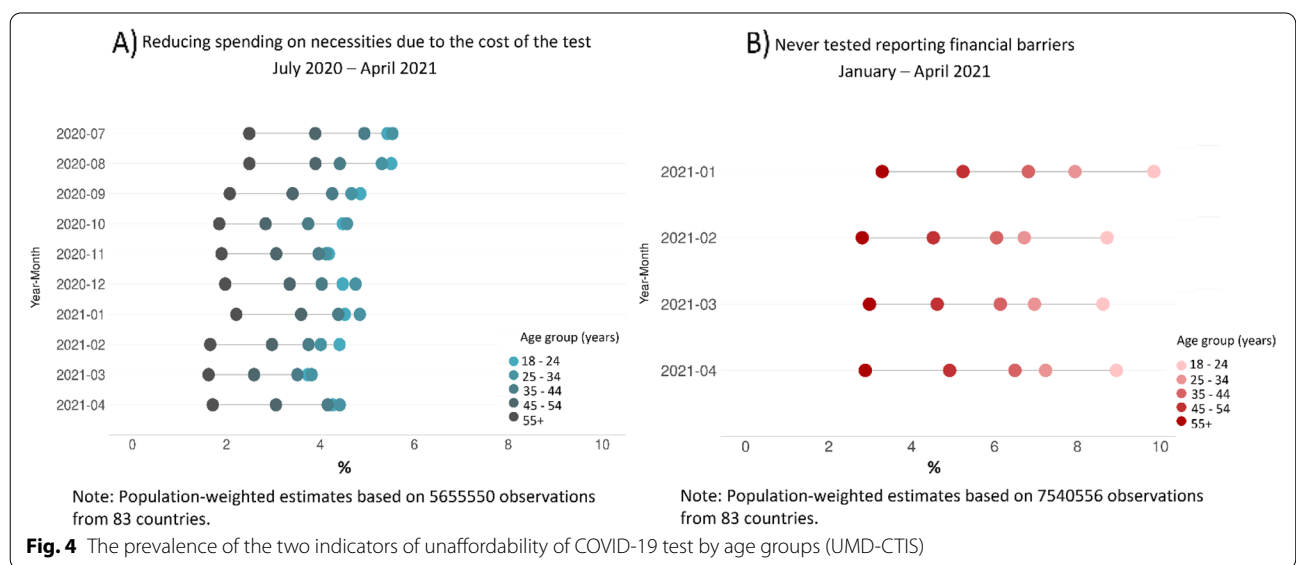 A) Reducing spending on necessities due to the cost of the test
July 2020 – April 2021
Year-Month
2020-07
2020-08
2020-09
2020-10
2020-11
2020-12
2021-01
2021-02
2021-03
2021-04
Age group (years)
18 - 24
25 - 34
35 - 44
45 - 54
55+
0 2 4 6 8 10
%
Note: Population-weighted estimates based on 5655550 observations
from 83 countries.
B) Never tested reporting financial barriers
January – April 2021
Year-Month
2021-01
2021-02
2021-03
2021-04
Age group (years)
18 - 24
25 - 34
35 - 44
45 - 54
55+
0 2 4 6 8 10
%
Note: Population-weighted estimates based on 7540556 observations
from 83 countries.
Fig. 4 The prevalence of the two indicators of unaffordability of COVID-19 test by age groups (UMD-CTIS)